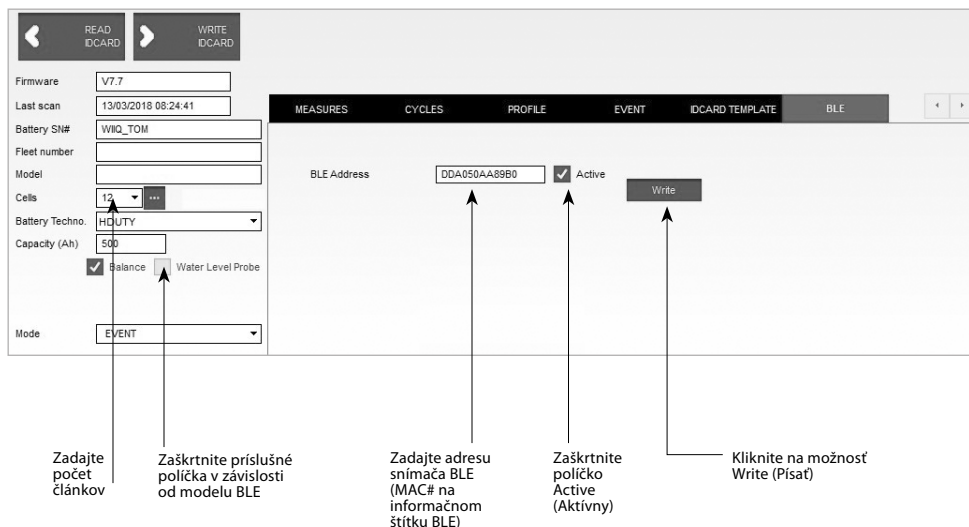 READ
IDCARD
WRITE
IDCARD
Firmware V7.7
Last scan 13/03/2018 08:24:41
Battery SN# WIIQ_TOM
Fleet number
Model
Cells 12 ...
Battery Techno. HDUTY
Capacity (Ah) 500
Balance Water Level Probe
Mode EVENT
MEASURES CYCLES PROFILE EVENT IDCARD TEMPLATE BLE
BLE Address DDA050AA89B0 Active
Write
Zadajte
počet
článkov
Zaškrtnite príslušné
políčka v závislosti
od modelu BLE
Zadajte adresu
snímača BLE
(MAC# na
informačnom
štítku BLE)
Zaškrtnite
políčko
Active
(Aktívny)
Kliknite na možnosť
Write (Písať)